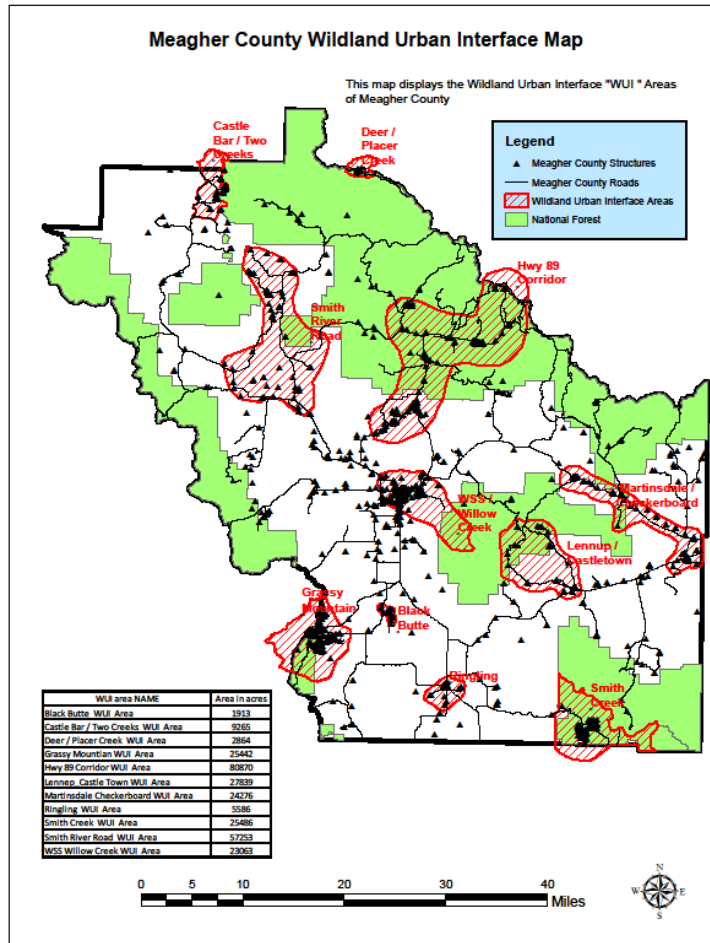 Meagher County Wildland Urban Interface Map
This map displays the Wildland Urban Interface "WUI " Areas
of Meagher County
Castle
Bar / Two
Creeks
Deer /
Placer
Creek
Legend
Meagher County Structures
Meagher County Roads
Wildland Urban Interface Areas
National Forest
Hwy 89
Corridor
Smith
River
Road
WSS /
Willow
Creek
Martinsdale /
Checkerboard
Lennup /
Castletown
Grassy
Mountain
Black
Butte
Ringling
Smith
Creek
WUI area NAME Area in acres
Black Butte WUI Area 1913
Castle Bar / Two Creeks WUI Area 9265
Deer / Placer Creek WUI Area 2864
Grassy Mountian WUI Area 25442
Hwy 89 Corridor WUI Area 80870
Lennep_Castle Town WUI Area 27839
Martinsdale Checkerboard WUI Area 24276
Ringling WUI Area 5586
Smith Creek WUI Area 25486
Smith River Road WUI Area 57253
WSS Willow Creek WUI Area 23063
0 5 10 20 30 40
Miles
N
W E
S